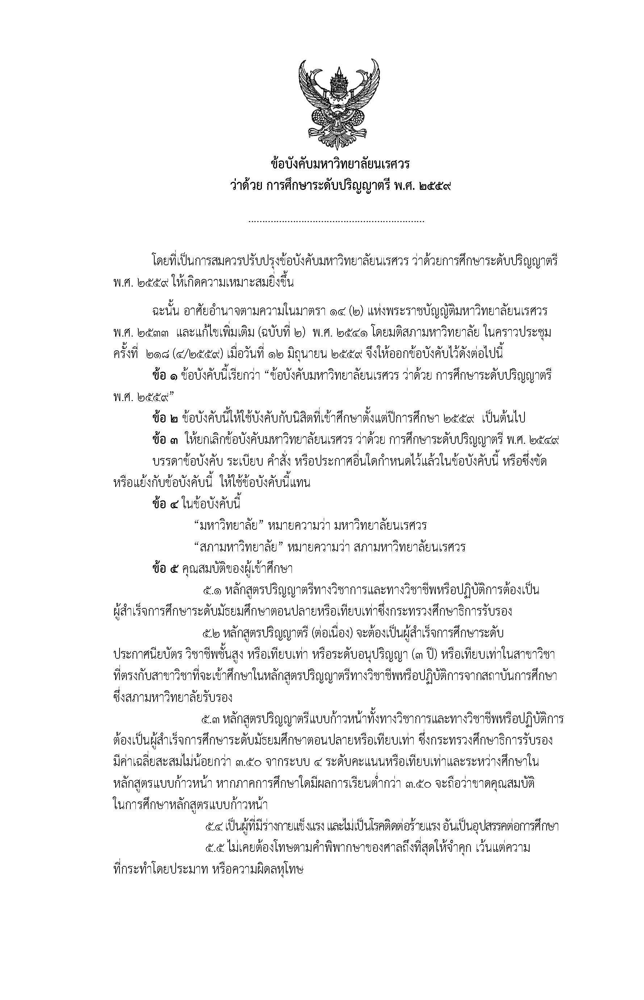 ข้อบังคับมหาวิทยาลัยนเรศวร
ว่าด้วย การศึกษาระดับปริญญาตรี พ.ศ. ๒๕๕๙
................................................................
โดยที่เป็นการสมควรปรับปรุงข้อบังคับมหาวิทยาลัยนเรศวร ว่าด้วยการศึกษาระดับปริญญาตรี
พ.ศ. ๒๕๕๙ ให้เกิดความเหมาะสมยิ่งขึ้น
ฉะนั้น อาศัยอำนาจตามความในมาตรา ๑๔ (๒) แห่งพระราชบัญญัติมหาวิทยาลัยนเรศวร
พ.ศ. ๒๕๓๓ และแก้ไขเพิ่มเติม (ฉบับที่ ๒) พ.ศ. ๒๕๔๑ โดยมติสภามหาวิทยาลัย ในคราวประชุม
ครั้งที่ ๒๑๘ (๔/๒๕๕๙) เมื่อวันที่ ๑๒ มิถุนายน ๒๕๕๙ จึงให้ออกข้อบังคับไว้ดังต่อไปนี้
ข้อ ๑ ข้อบังคับนี้เรียกว่า “ข้อบังคับมหาวิทยาลัยนเรศวร ว่าด้วย การศึกษาระดับปริญญาตรี
พ.ศ. ๒๕๕๙”
ข้อ ๒ ข้อบังคับนี้ให้ใช้บังคับกับนิสิตที่เข้าศึกษาตั้งแต่ปีการศึกษา ๒๕๕๙ เป็นต้นไป
ข้อ ๓ ให้ยกเลิกข้อบังคับมหาวิทยาลัยนเรศวร ว่าด้วย การศึกษาระดับปริญญาตรี พ.ศ. ๒๕๔๙
บรรดาข้อบังคับ ระเบียบ คำสั่ง หรือประกาศอื่นใดกำหนดไว้แล้วในข้อบังคับนี้ หรือซึ่งขัด
หรือแย้งกับข้อบังคับนี้ ให้ใช้ข้อบังคับนี้แทน
ข้อ ๔ ในข้อบังคับนี้
“มหาวิทยาลัย” หมายความว่า มหาวิทยาลัยนเรศวร
“สภามหาวิทยาลัย” หมายความว่า สภามหาวิทยาลัยนเรศวร
ข้อ ๕ คุณสมบัติของผู้เข้าศึกษา
๕.๑ หลักสูตรปริญญาตรีทางวิชาการและทางวิชาชีพหรือปฏิบัติการต้องเป็น
ผู้สำเร็จการศึกษาระดับมัธยมศึกษาตอนปลายหรือเทียบเท่าซึ่งกระทรวงศึกษาธิการรับรอง
๕.๒ หลักสูตรปริญญาตรี (ต่อเนื่อง) จะต้องเป็นผู้สำเร็จการศึกษาระดับ
ประกาศนียบัตร วิชาชีพชั้นสูง หรือเทียบเท่า หรือระดับอนุปริญญา (๓ ปี) หรือเทียบเท่าในสาขาวิชา
ที่ตรงกับสาขาวิชาที่จะเข้าศึกษาในหลักสูตรปริญญาตรีทางวิชาชีพหรือปฏิบัติการจากสถาบันการศึกษา
ซึ่งสภามหาวิทยาลัยรับรอง
๕.๓ หลักสูตรปริญญาตรีแบบก้าวหน้าทั้งทางวิชาการและทางวิชาชีพหรือปฏิบัติการ
ต้องเป็นผู้สำเร็จการศึกษาระดับมัธยมศึกษาตอนปลายหรือเทียบเท่า ซึ่งกระทรวงศึกษาธิการรับรอง
มีค่าเฉลี่ยสะสมไม่น้อยกว่า ๓.๕๐ จากระบบ ๔ ระดับคะแนนหรือเทียบเท่าและระหว่างศึกษาใน
หลักสูตรแบบก้าวหน้า หากภาคการศึกษาใดมีผลการเรียนต่ำกว่า ๓.๕๐ จะถือว่าขาดคุณสมบัติ
ในการศึกษาหลักสูตรแบบก้าวหน้า
๕.๔ เป็นผู้ที่มีร่างกายแข็งแรง และไม่เป็นโรคติดต่อร้ายแรง อันเป็นอุปสรรคต่อการศึกษา
๕.๕ ไม่เคยต้องโทษตามคำพิพากษาของศาลถึงที่สุดให้จำคุก เว้นแต่ความ
ที่กระทำโดยประมาท หรือความผิดลหุโทษ